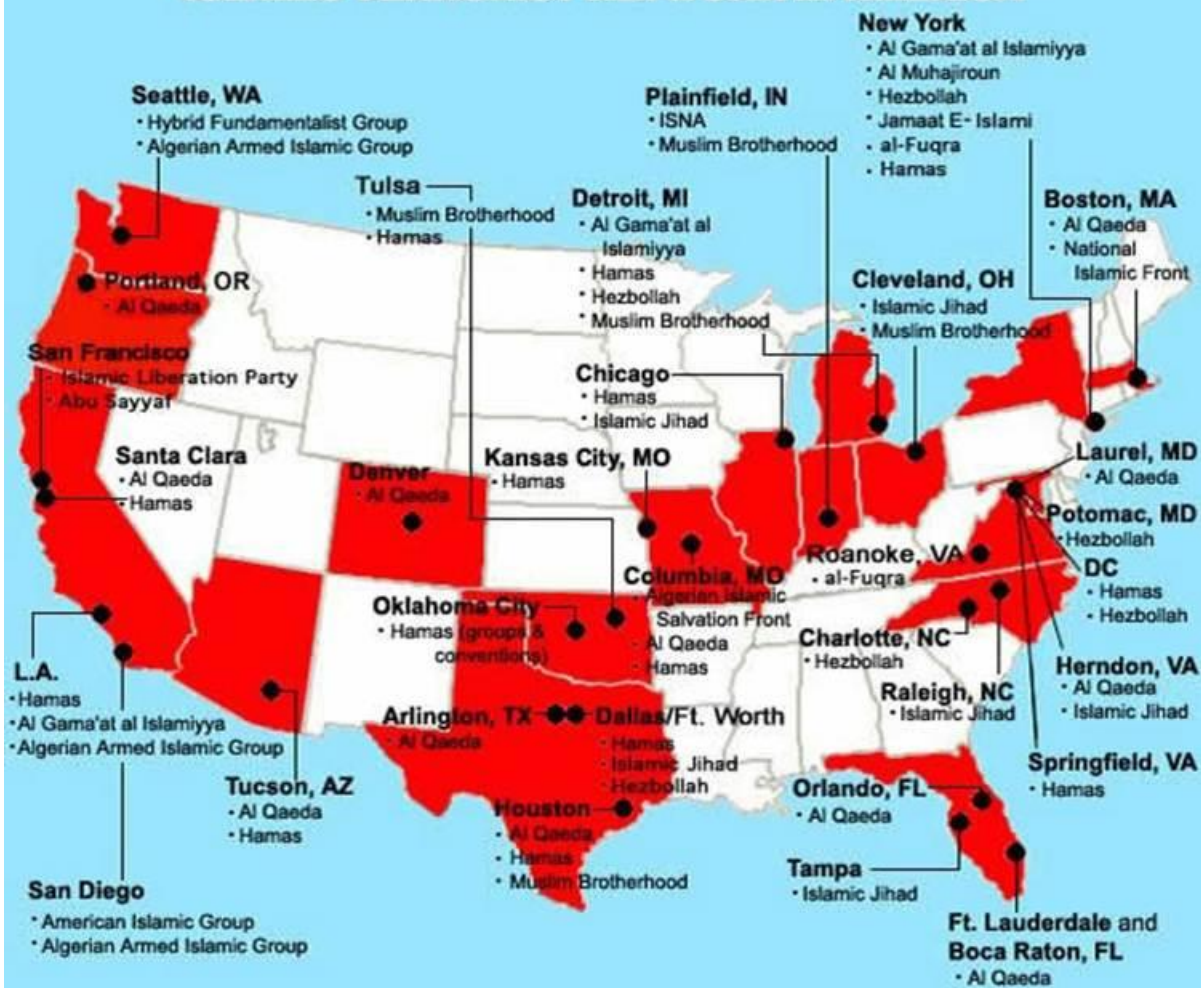 New York
• Al Gama'at al Islamiyya
• Al Muhajiroun
• Hezbollah
• Jamaat E-Islami
• al-Fuqra
• Hamas
Seattle, WA
• Hybrid Fundamentalist Group
• Algerian Armed Islamic Group
Plainfield, IN
• ISNA
• Muslim Brotherhood
Tulsa
• Muslim Brotherhood
• Hamas
Detroit, MI
• Al Gama'at al
Islamiyya
• Hamas
• Hezbollah
• Muslim Brotherhood
Boston, MA
• Al Qaeda
• National
Islamic Front
Portland, OR
• Al Qaeda
Cleveland, OH
• Islamic Jihad
• Muslim Brotherhood
San Francisco
• Islamic Liberation Party
• Abu Sayyaf
Chicago
• Hamas
• Islamic Jihad
Santa Clara
• Al Qaeda
• Hamas
Denver
• Al Qaeda
Kansas City, MO
• Hamas
Laurel, MD
• Al Qaeda
Potomac, MD
• Hezbollah
Roanoke, VA
• al-Fuqra
DC
• Hamas
• Hezbollah
Columbia, MO
• Algerian Islamic
Salvation Front
• Al Qaeda
• Hamas
Oklahoma City
• Hamas (groups &
conventions)
Charlotte, NC
• Hezbollah
Herndon, VA
• Al Qaeda
• Islamic Jihad
L.A.
• Hamas
• Al Gama'at al Islamiyya
• Algerian Armed Islamic Group
Raleigh, NC
• Islamic Jihad
Arlington, TX
• Al Qaeda
Dallas/Ft. Worth
• Hamas
• Islamic Jihad
• Hezbollah
Springfield, VA
• Hamas
Tucson, AZ
• Al Qaeda
• Hamas
Orlando, FL
• Al Qaeda
Houston
• Al Qaeda
• Hamas
• Muslim Brotherhood
Tampa
• Islamic Jihad
San Diego
• American Islamic Group
• Algerian Armed Islamic Group
Ft. Lauderdale and
Boca Raton, FL
• Al Qaeda